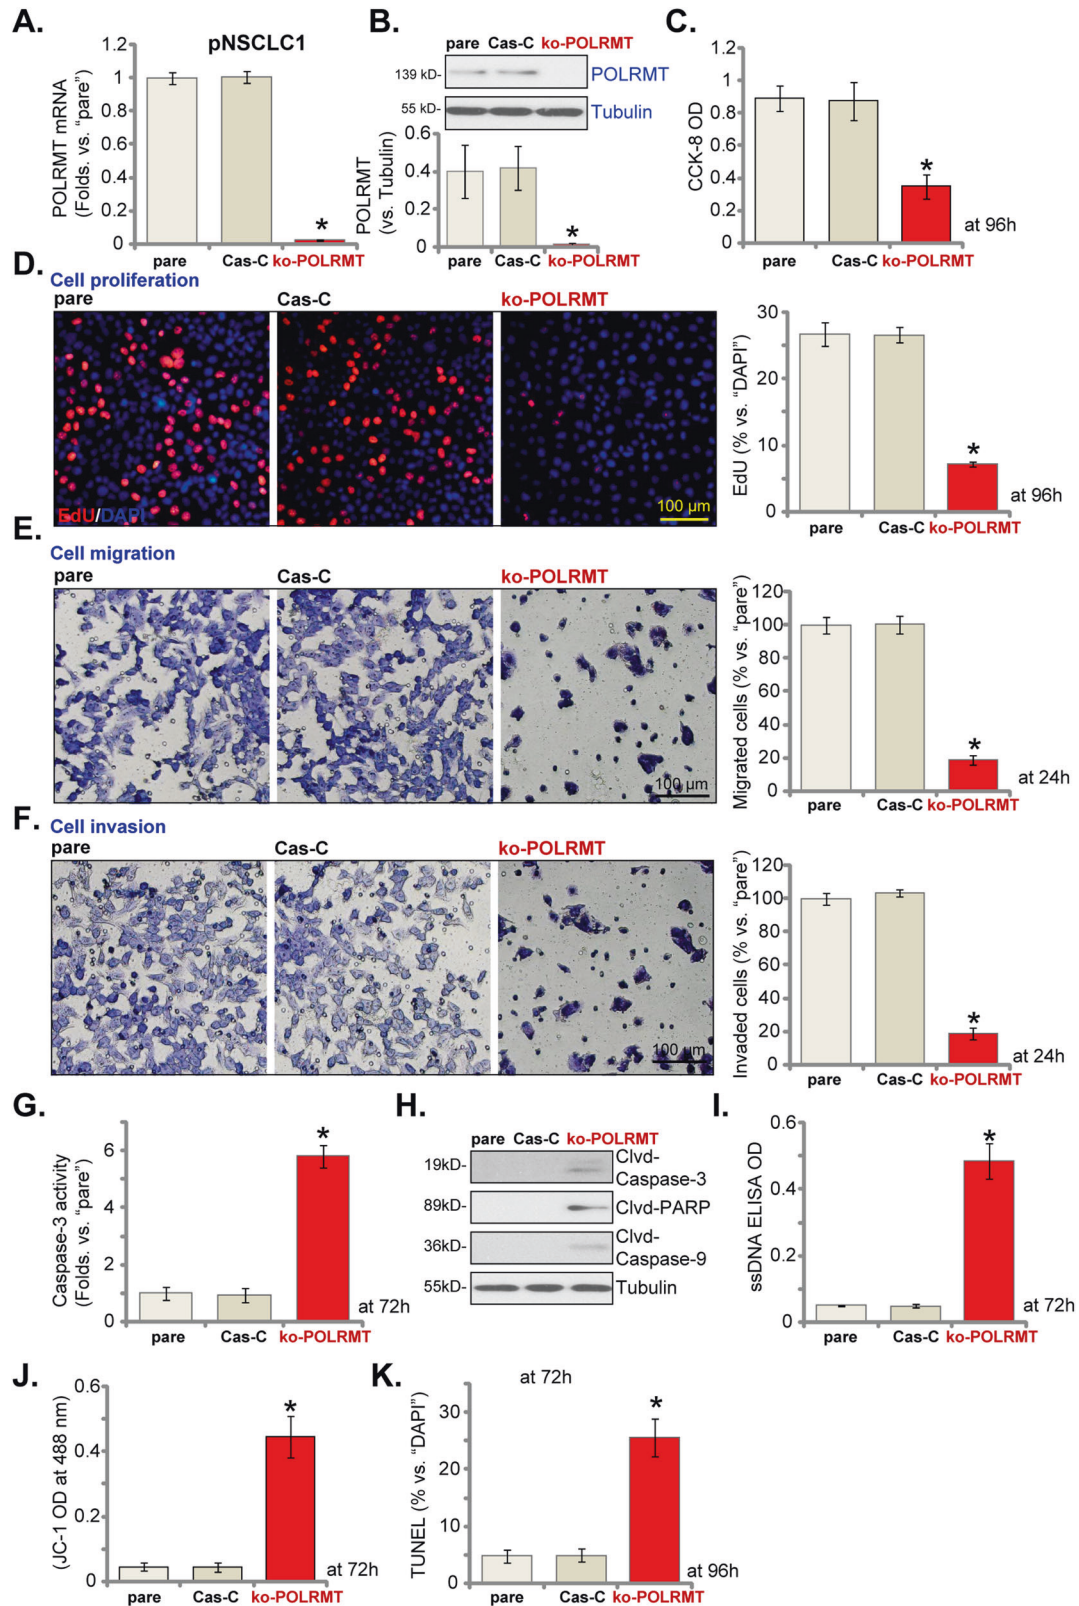 A.
pNSCLC1
POLRMT mRNA
(Folds. vs. “pare”)
1.2
1
0.8
0.6
0.4
0.2
0
*
pare Cas-C ko-POLRMT
B.
pare Cas-C ko-POLRMT
139 kD- POLRMT
55 kD- Tubulin
POLRMT
(vs. Tubulin)
0.6
0.4
0.2
0
*
pare Cas-C ko-POLRMT
C.
CCK-8 OD
1.2
1
0.8
0.6
0.4
0.2
0
*
at 96h
pare Cas-C ko-POLRMT
D.
Cell proliferation
pare Cas-C ko-POLRMT
EdU/DAPI
100 µm
EdU (% vs. “DAPI”)
30
20
10
0
*
at 96h
pare Cas-C ko-POLRMT
E.
Cell migration
pare Cas-C ko-POLRMT
100 µm
Migrated cells (% vs. “pare”)
120
100
80
60
40
20
0
*
at 24h
pare Cas-C ko-POLRMT
F.
Cell invasion
pare Cas-C ko-POLRMT
100 µm
Invaded cells (% vs. “pare”)
120
100
80
60
40
20
0
*
at 24h
pare Cas-C ko-POLRMT
G.
Caspase-3 activity
(Folds. vs. “pare”)
6
4
2
0
*
at 72h
pare Cas-C ko-POLRMT
H.
pare Cas-C ko-POLRMT
19kD- Clvd-
Caspase-3
89kD- Clvd-PARP
36kD- Clvd-
Caspase-9
55kD- Tubulin
I.
ssDNA ELISA OD
0.6
0.4
0.2
0
*
at 72h
pare Cas-C ko-POLRMT
J.
(JC-1 OD at 488 nm)
0.6
0.4
0.2
0
*
at 72h
pare Cas-C ko-POLRMT
K.
at 72h
TUNEL (% vs. “DAPI”)
30
20
10
0
*
at 96h
pare Cas-C ko-POLRMT